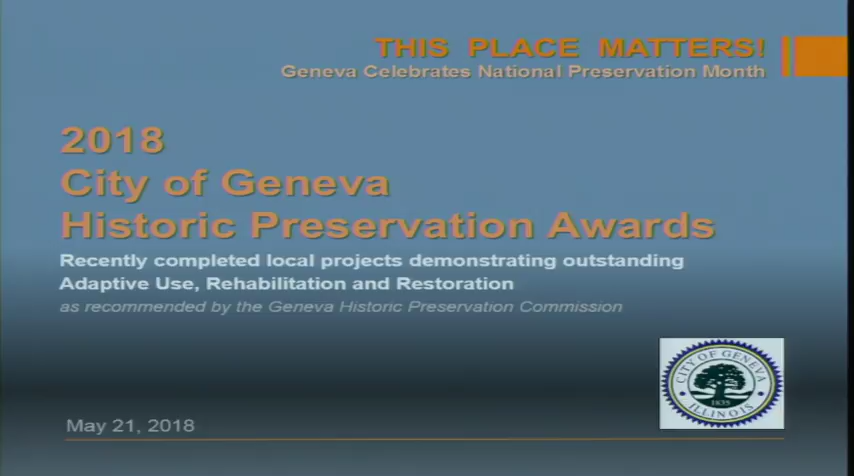 THIS PLACE MATTERS!
Geneva Celebrates National Preservation Month
2018
City of Geneva
Historic Preservation Awards
Recently completed local projects demonstrating outstanding
Adaptive Use, Rehabilitation and Restoration
as recommended by the Geneva Historic Preservation Commission
CITY OF GENEVA
1835
ILLINOIS
May 21, 2018